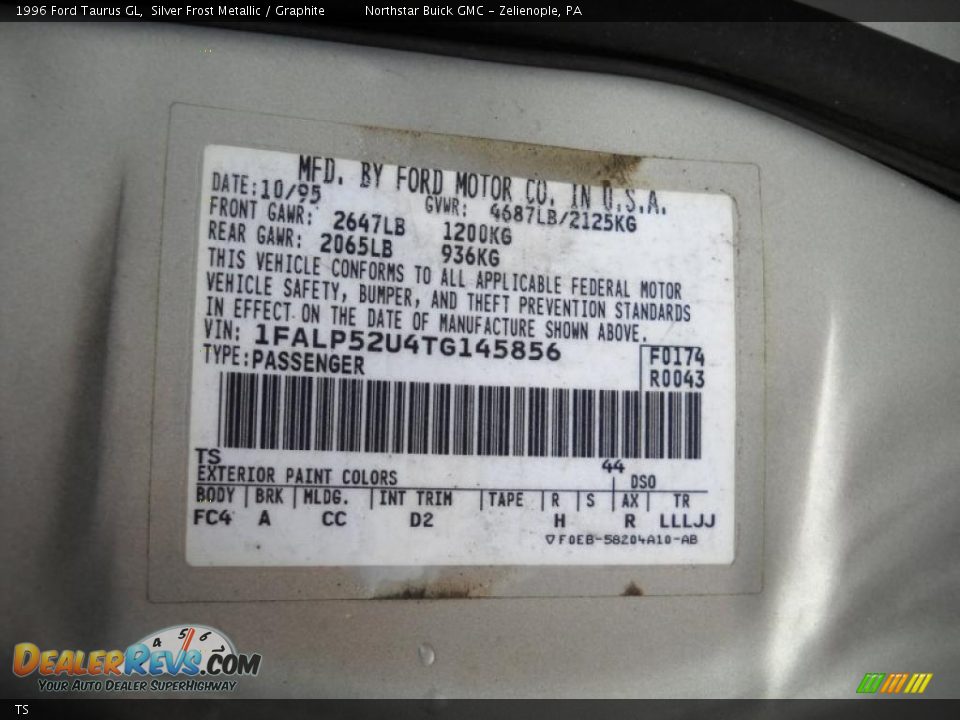 1996 Ford Taurus GL, Silver Frost Metallic / Graphite Northstar Buick GMC - Zelienople, PA
MFD. BY FORD MOTOR CO. IN U.S.A.
DATE: 10/95 GVWR: 4687LB/2125KG
FRONT GAWR: 2647LB 1200KG
REAR GAWR: 2065LB 936KG
THIS VEHICLE CONFORMS TO ALL APPLICABLE FEDERAL MOTOR
VEHICLE SAFETY, BUMPER, AND THEFT PREVENTION STANDARDS
IN EFFECT ON THE DATE OF MANUFACTURE SHOWN ABOVE.
VIN: 1FALP52U4TG145856
TYPE: PASSENGER
F0174
R0043
TS 44
EXTERIOR PAINT COLORS DSO
BODY BRK MLDG. INT TRIM TAPE R S AX TR
FC4 A CC D2 H R LLLJJ
▽F0EB-58204A10-AB
4 5 6
DealerRevs.com
Your Auto Dealer SuperHighway
TS